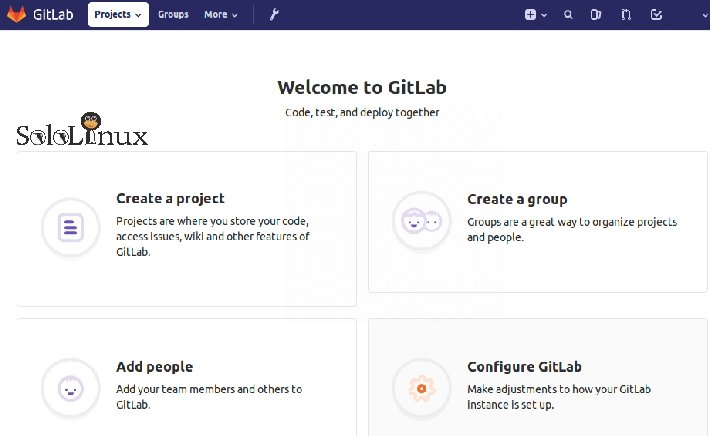 GitLab Projects Groups More
Welcome to GitLab
Code, test, and deploy together
SoloLinux
Create a project
Projects are where you store your code,
access issues, wiki and other features of
GitLab.
Create a group
Groups are a great way to organize projects
and people.
Add people
Add your team members and others to
GitLab.
Configure GitLab
Make adjustments to how your GitLab
instance is set up.